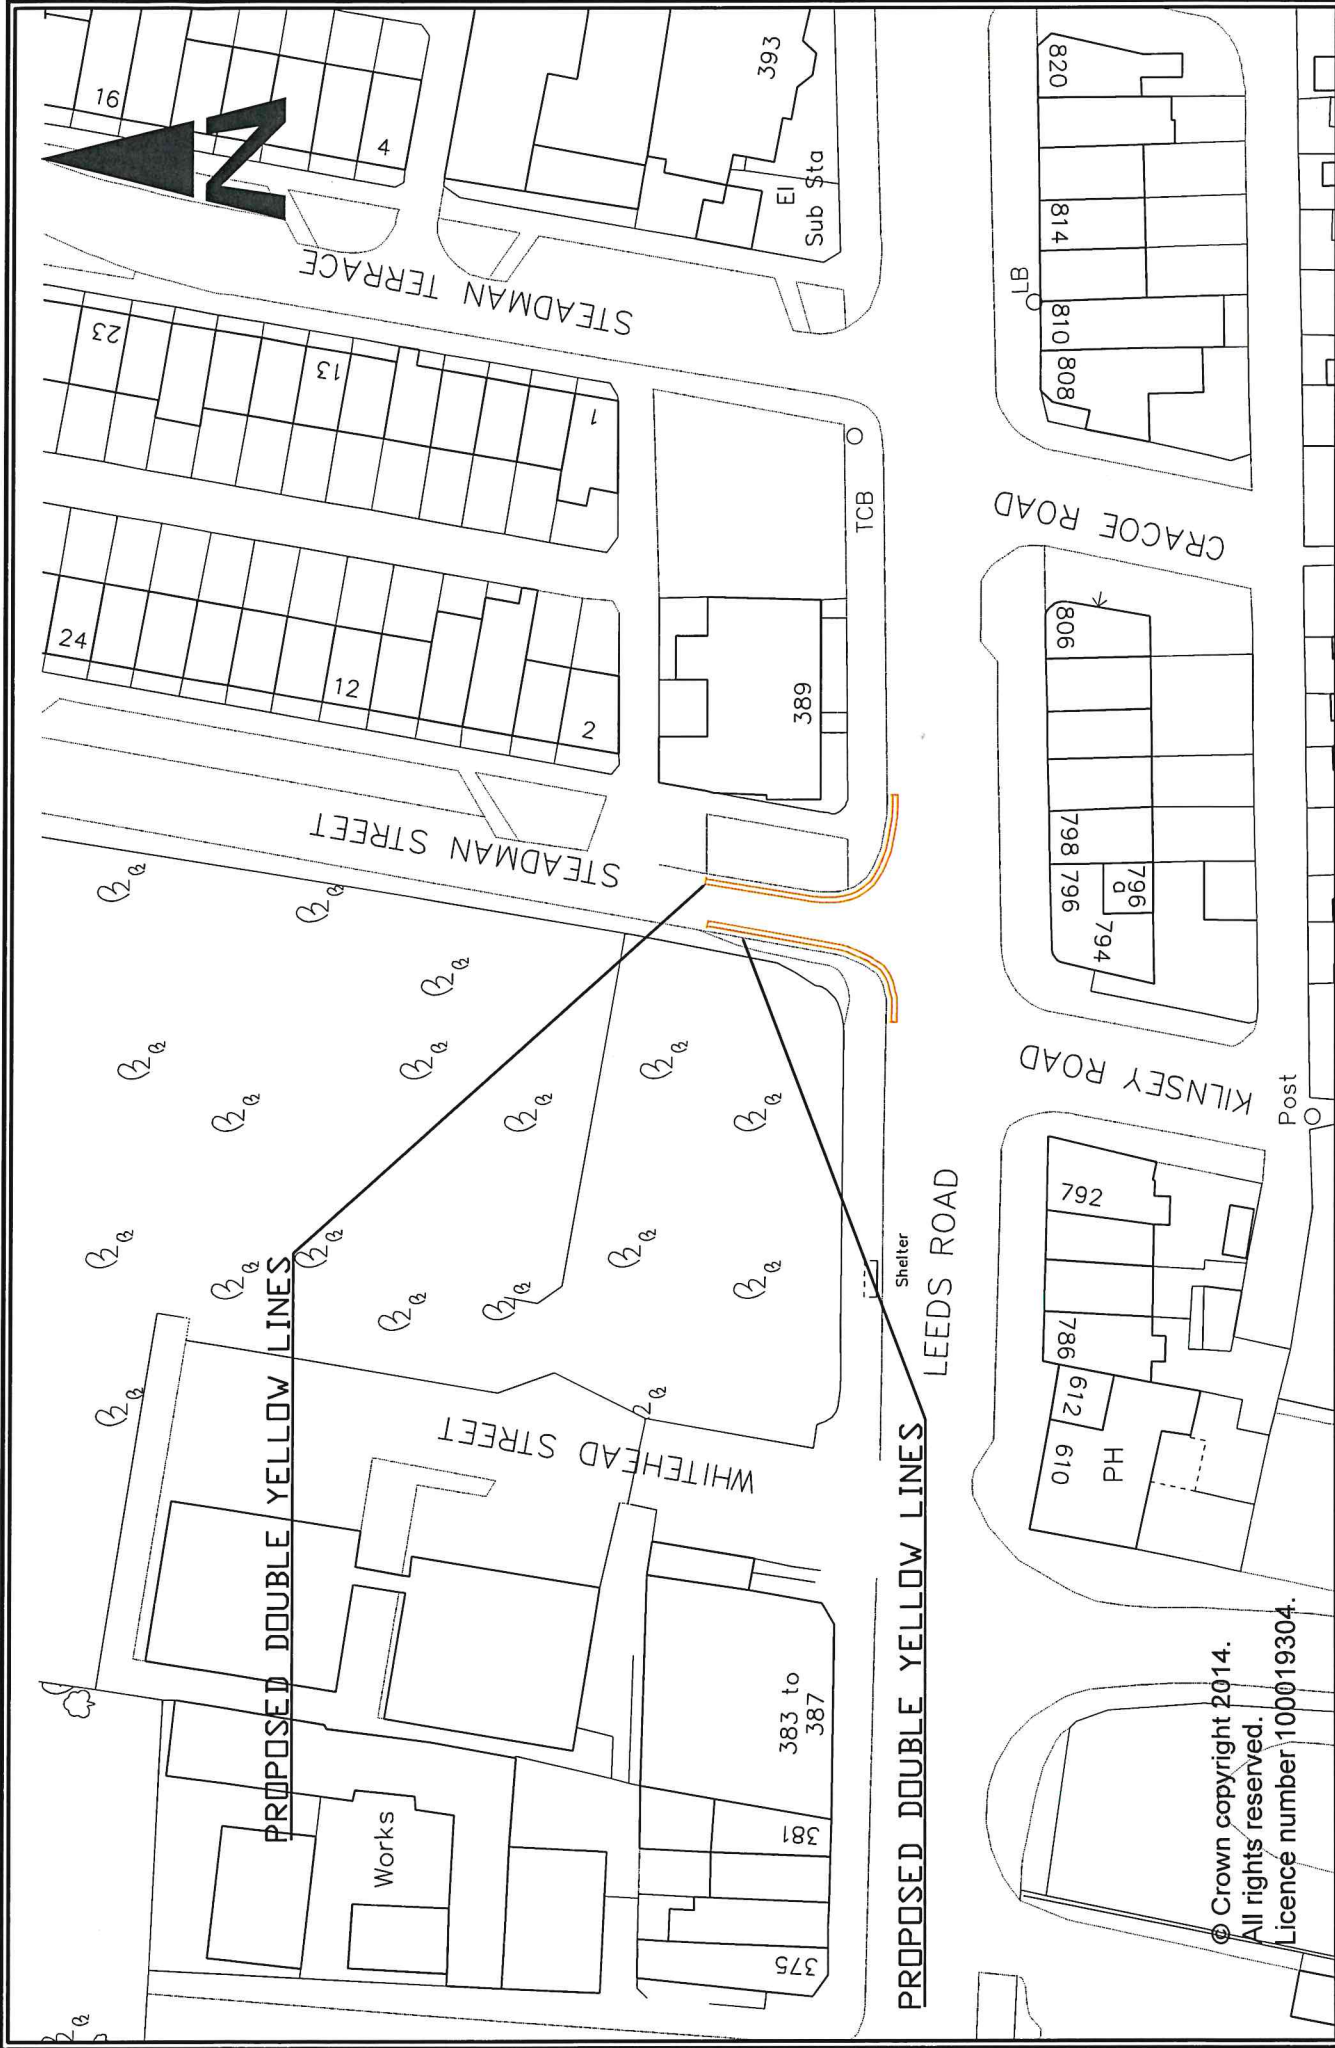 N
16
4
393
El
Sub Sta
820
814
LB
810
808
STEADMAN TERRACE
23
13
1
TCB
CRACOE ROAD
24
12
2
389
806
STEADMAN STREET
798
796
796
a
794
KILNSEY ROAD
Post
792
LEEDS ROAD
Shelter
PROPOSED DOUBLE YELLOW LINES
786
612
610
PH
WHITEHEAD STREET
PROPOSED DOUBLE YELLOW LINES
383 to
387
381
375
Works
© Crown copyright 2014.
All rights reserved.
Licence number 100019304.